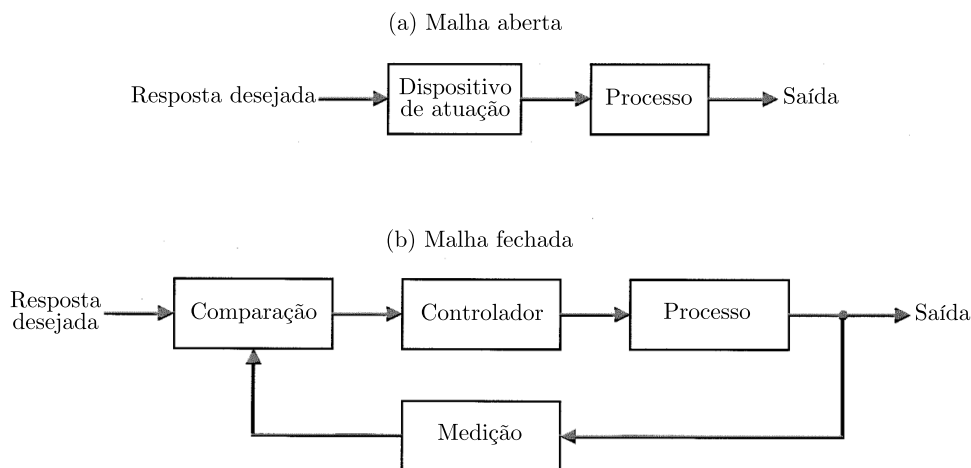 (a) Malha aberta
Resposta desejada
Dispositivo
de atuação
Processo
Saída
(b) Malha fechada
Resposta
desejada
Comparação
Controlador
Processo
Saída
Medição